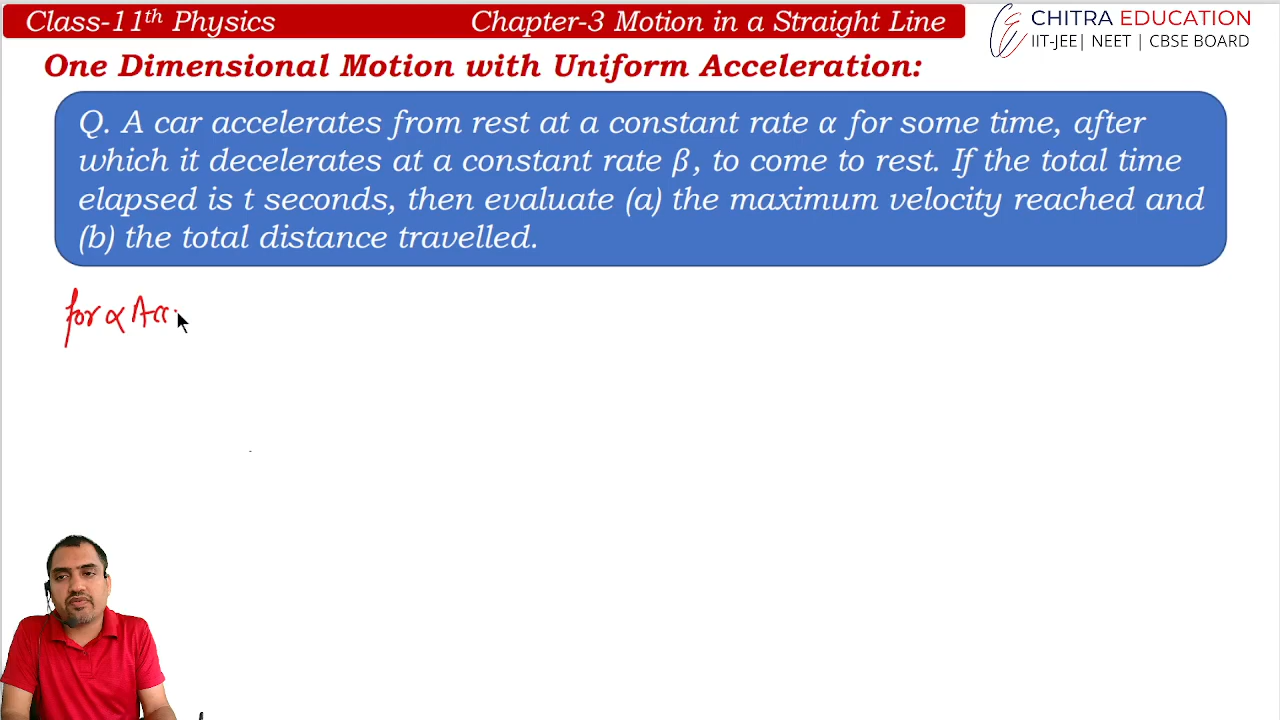 Class-11th Physics Chapter-3 Motion in a Straight Line
CHITRA EDUCATION
IIT-JEE| NEET | CBSE BOARD
One Dimensional Motion with Uniform Acceleration:
Q. A car accelerates from rest at a constant rate α for some time, after
which it decelerates at a constant rate β, to come to rest. If the total time
elapsed is t seconds, then evaluate (a) the maximum velocity reached and
(b) the total distance travelled.
for α Acc.